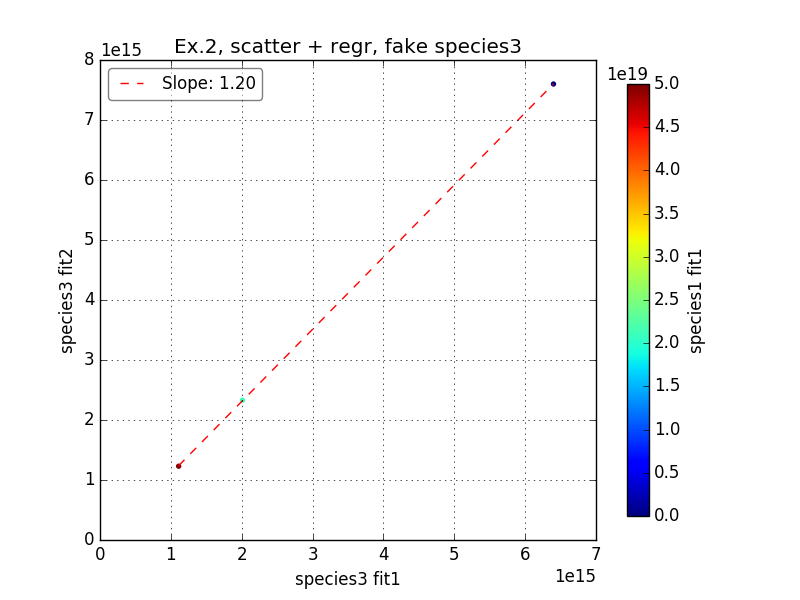 Ex.2, scatter + regr, fake species3
1e15
Slope: 1.20
8
7
6
5
4
3
2
1
0
species3 fit2
0 1 2 3 4 5 6 7
1e15
species3 fit1
1e19
5.0
4.5
4.0
3.5
3.0
2.5
2.0
1.5
1.0
0.5
0.0
species1 fit1